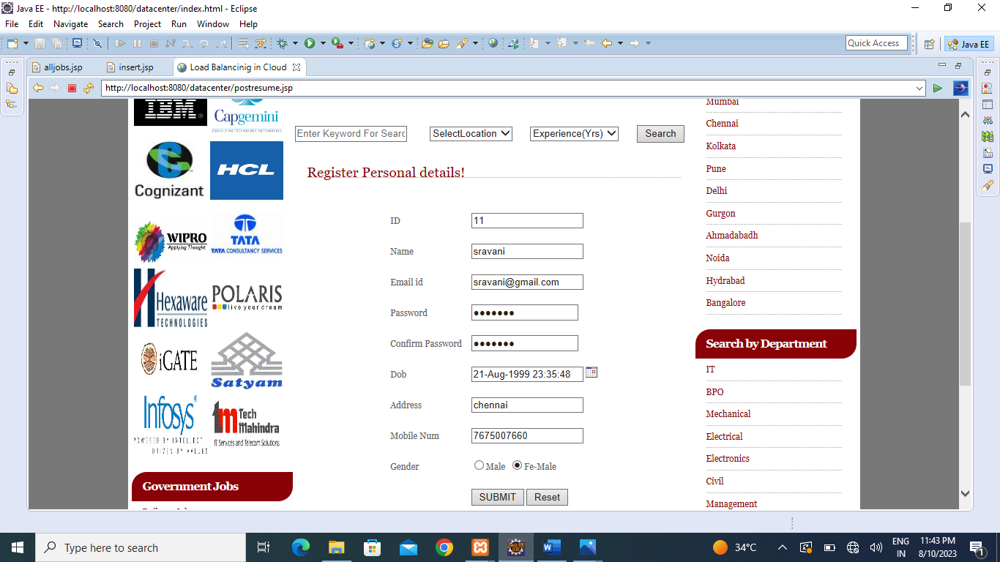 Java EE - http://localhost:8080/datacenter/index.html - Eclipse
File Edit Navigate Search Project Run Window Help
Quick Access
Java EE
alljobs.jsp
insert.jsp
Load Balancinig in Cloud
http://localhost:8080/datacenter/postresume.jsp
IBM
Capgemini
CONSULTING.TECHNOLOGY.OUTSOURCING
Cognizant
HCL
WIPRO
Applying Thought
TATA
TATA CONSULTANCY SERVICES
Hexaware
TECHNOLOGIES
POLARIS
live your dream
iGATE
Satyam
Infosys
POWERED BY INTELLECT
DRIVEN BY VALUES
Tech
Mahindra
IT Services and Telecom Solutions
Government Jobs
Enter Keyword For Searc
SelectLocation
Experience(Yrs)
Search
Register Personal details!
ID 11
Name sravani
Email id sravani@gmail.com
Password ●●●●●●●
Confirm Password ●●●●●●●
Dob 21-Aug-1999 23:35:48
Address chennai
Mobile Num 7675007660
Gender Male Fe-Male
SUBMIT Reset
Mumbai
Chennai
Kolkata
Pune
Delhi
Gurgon
Ahmadabadh
Noida
Hydrabad
Bangalore
Search by Department
IT
BPO
Mechanical
Electrical
Electronics
Civil
Management
Type here to search
34°C
ENG
IN
11:43 PM
8/10/2023
1